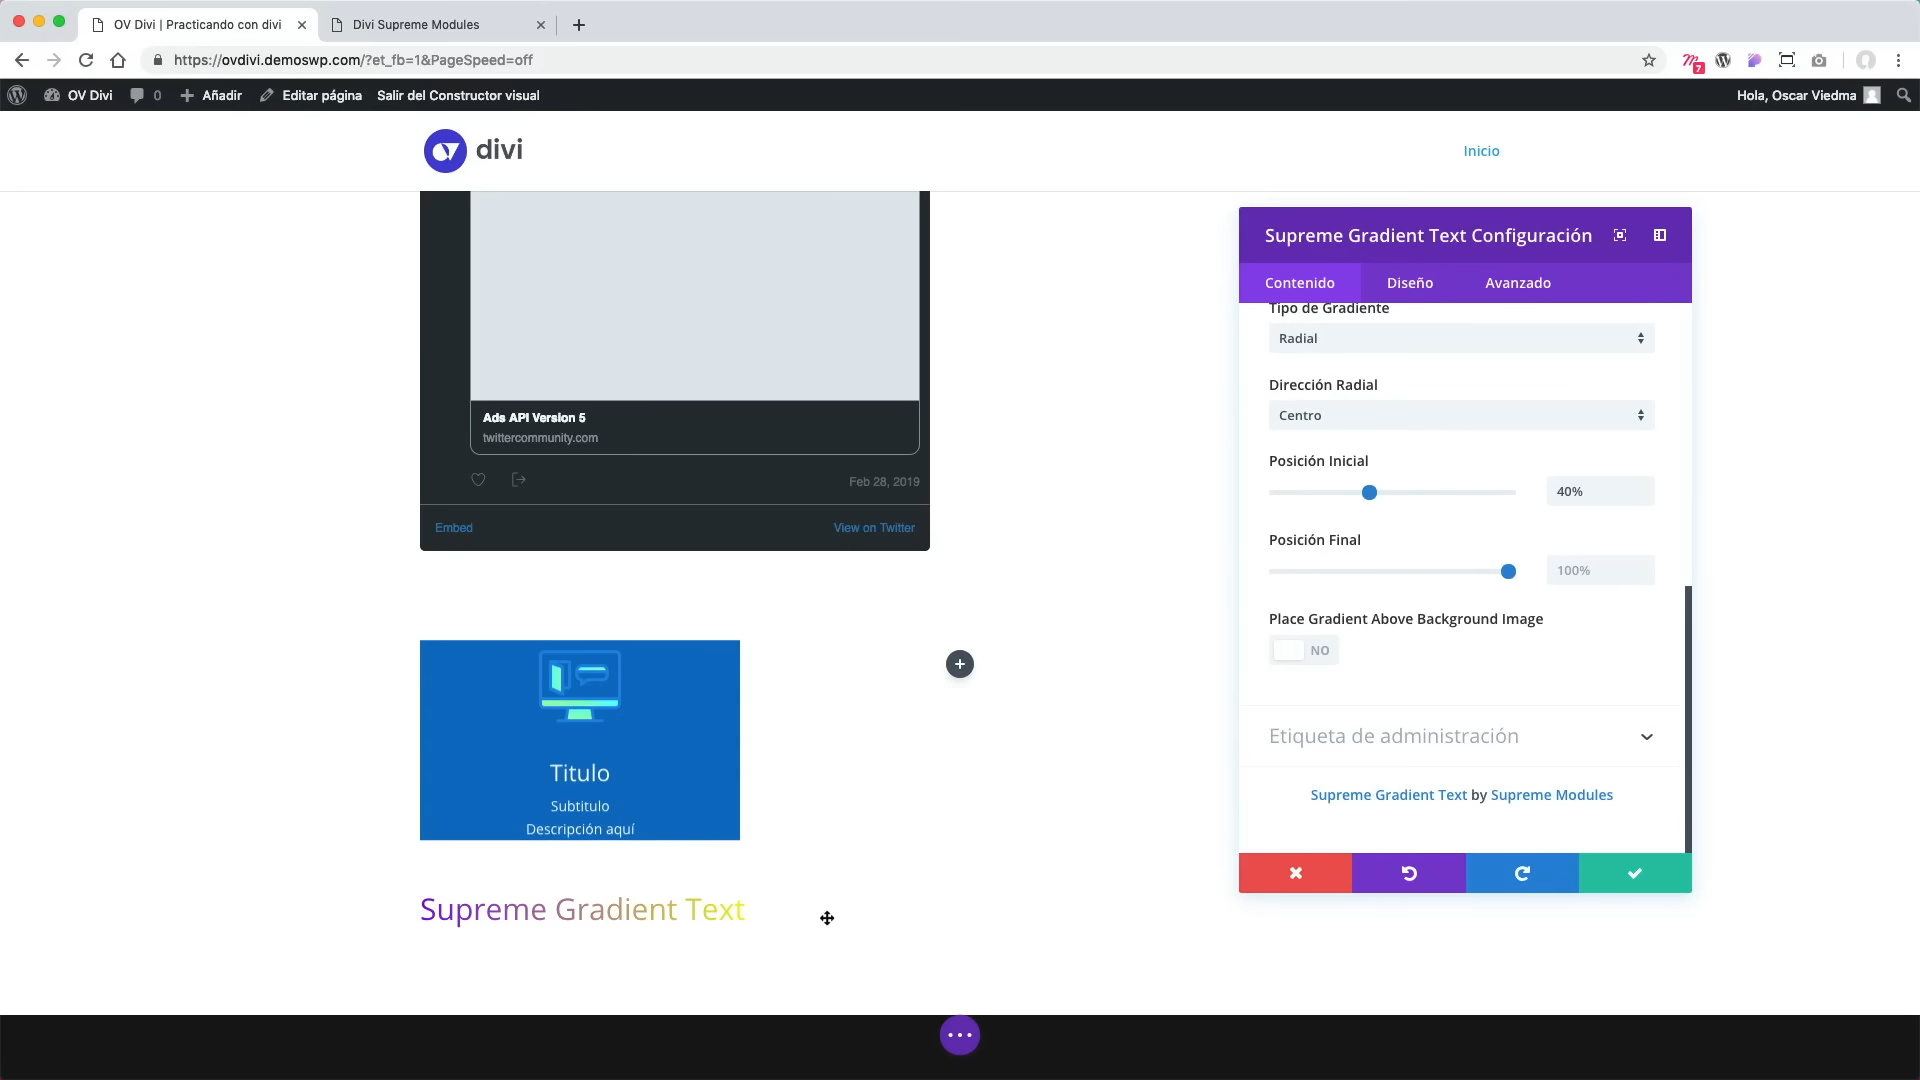 OV Divi | Practicando con divi
Divi Supreme Modules
https://ovdivi.demoswp.com/?et_fb=1&PageSpeed=off
7
OV Divi
0
Añadir
Editar página
Salir del Constructor visual
Hola, Oscar Viedma
divi
Inicio
Ads API Version 5
twittercommunity.com
Feb 28, 2019
Embed
View on Twitter
Titulo
Subtitulo
Descripción aquí
Supreme Gradient Text
Supreme Gradient Text Configuración
Contenido
Diseño
Avanzado
Tipo de Gradiente
Radial
Dirección Radial
Centro
Posición Inicial
40%
Posición Final
100%
Place Gradient Above Background Image
NO
Etiqueta de administración
Supreme Gradient Text by Supreme Modules